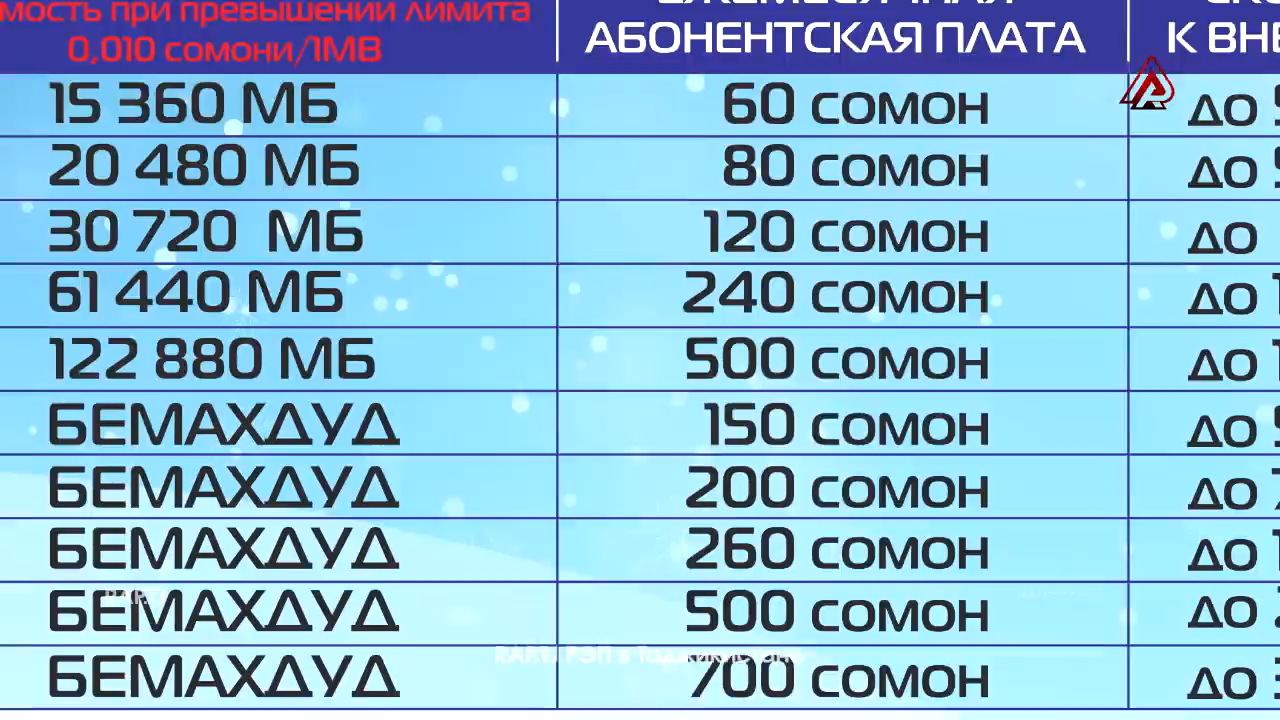 при превышении лимита
0,010 сомони/1МВ
АБОНЕНТСКАЯ ПЛАТА
15 360 МБ 60 СОМОН ДО
20 480 МБ 80 СОМОН ДО
30 720 МБ 120 СОМОН ДО
61 440 МБ 240 СОМОН ДО
122 880 МБ 500 СОМОН ДО
БЕМАХДУД 150 СОМОН ДО
БЕМАХДУД 200 СОМОН ДО
БЕМАХДУД 260 СОМОН ДО
БЕМАХДУД 500 СОМОН ДО
БЕМАХДУД 700 СОМОН ДО
РЭП в Таджикистане